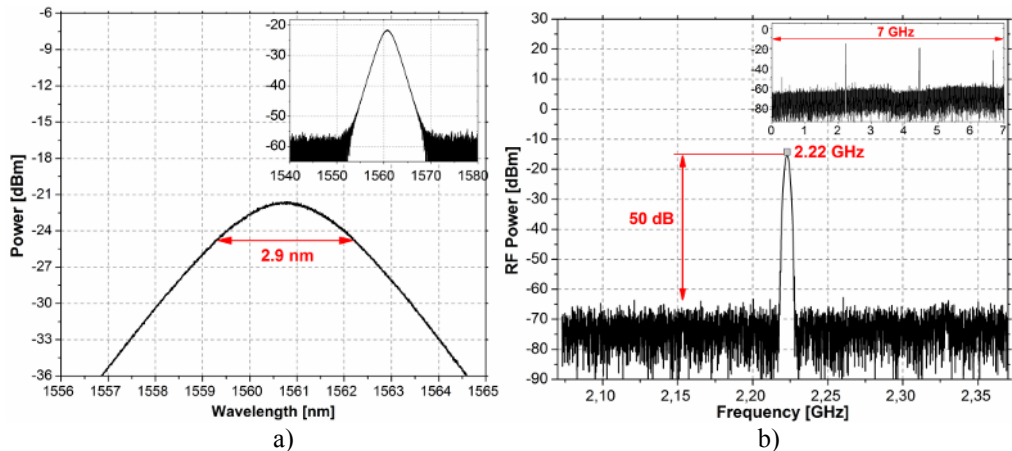 -6
-9
-12
-15
-18
-21
-24
-27
-30
-33
-36
Power [dBm]
1556 1557 1558 1559 1560 1561 1562 1563 1564 1565
Wavelength [nm]
2.9 nm
-20
-30
-40
-50
-60
1540 1550 1560 1570 1580
a)
30
20
10
0
-10
-20
-30
-40
-50
-60
-70
-80
-90
RF Power [dBm]
2,10 2,15 2,20 2,25 2,30 2,35
Frequency [GHz]
2.22 GHz
50 dB
0
-20
-40
-60
-80
7 GHz
0 1 2 3 4 5 6 7
b)